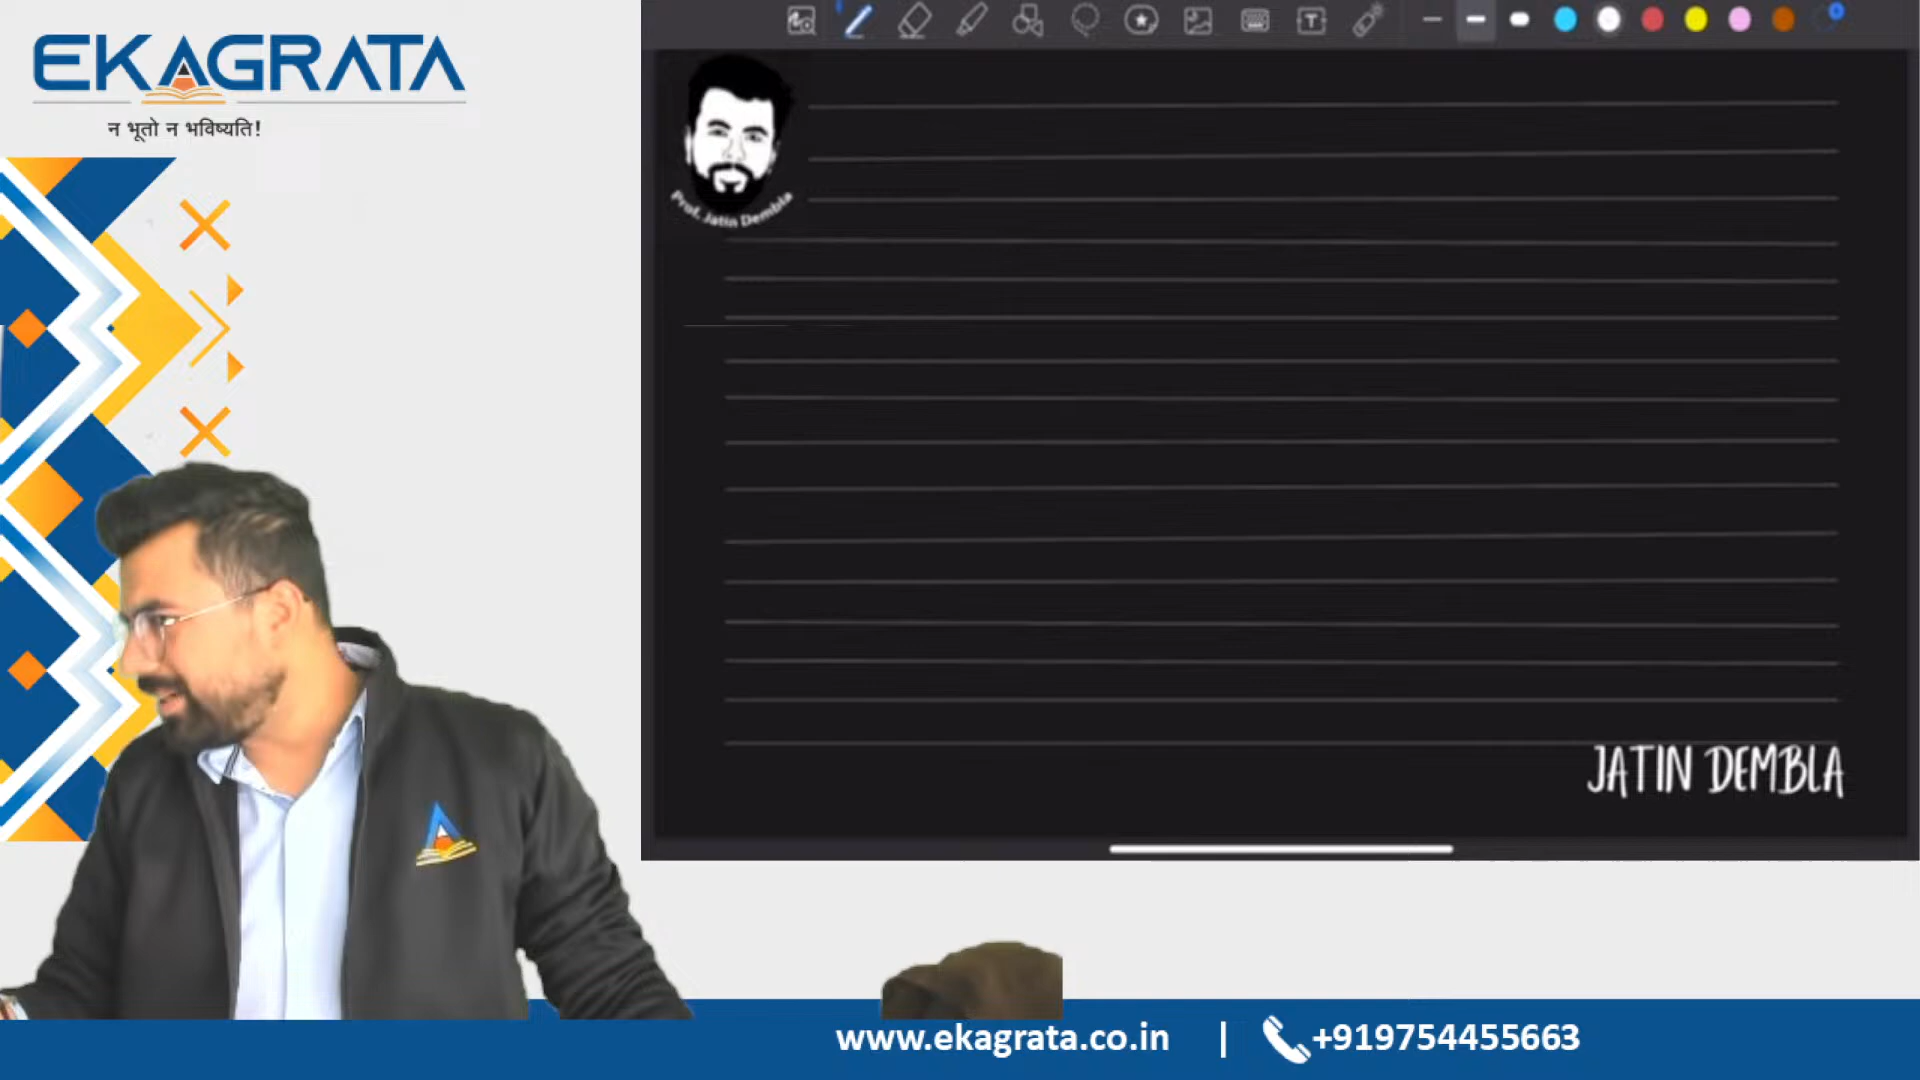 EKAGRATA
न भूतो न भविष्यति!
Prof. Jatin Dembla
JATIN DEMBLA
www.ekagrata.co.in | +919754455663